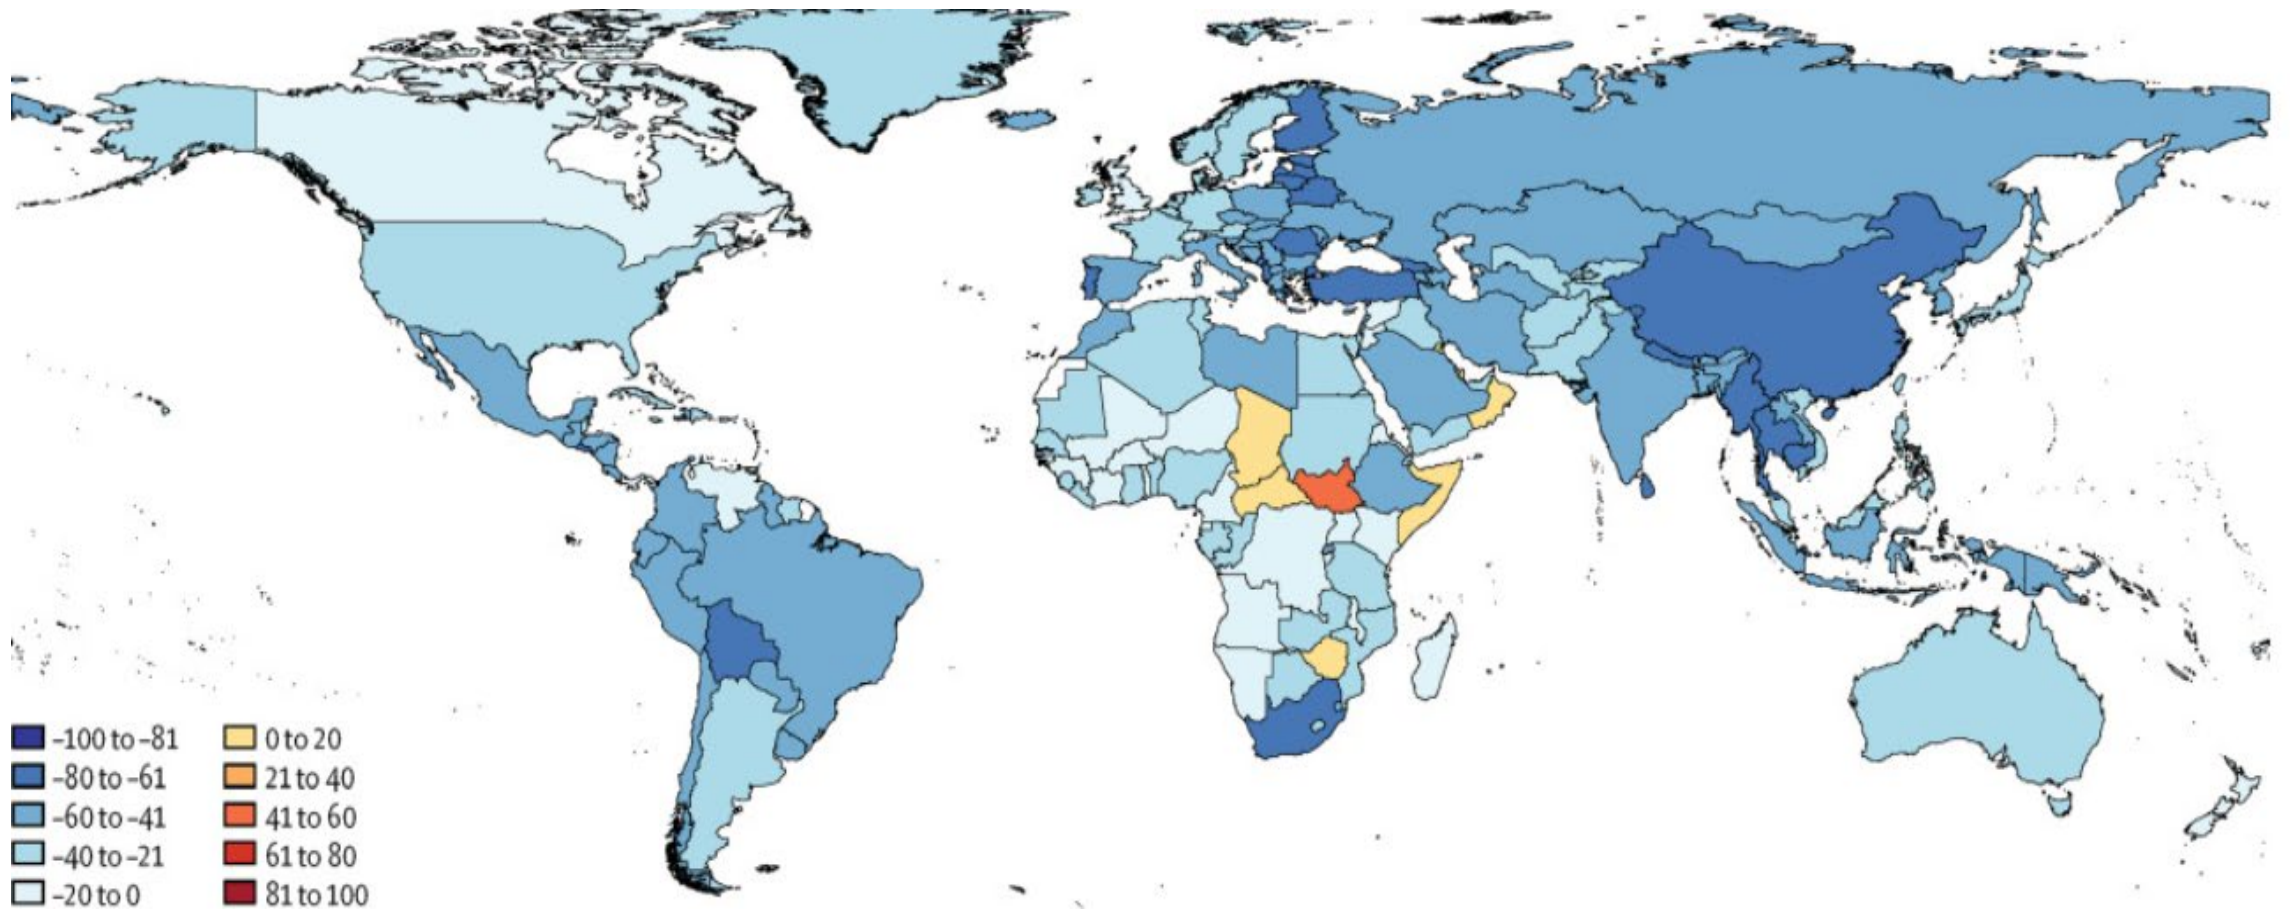 –100 to –81
–80 to –61
–60 to –41
–40 to –21
–20 to 0
0 to 20
21 to 40
41 to 60
61 to 80
81 to 100